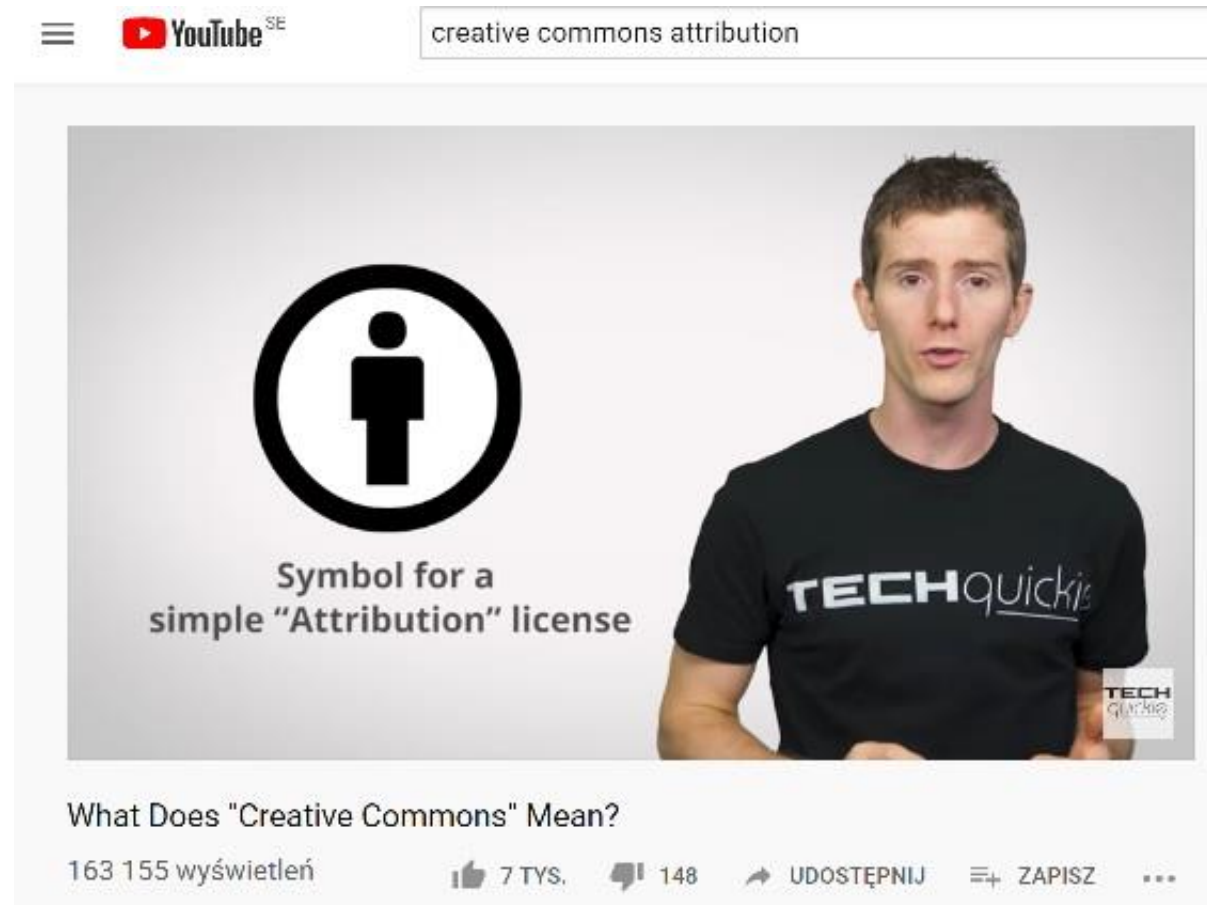 YouTube SE
creative commons attribution
Symbol for a
simple “Attribution” license
TECHquickie
TECH
quickie
What Does "Creative Commons" Mean?
163 155 wyświetleń 7 TYS. 148 UDOSTĘPNIJ ZAPISZ